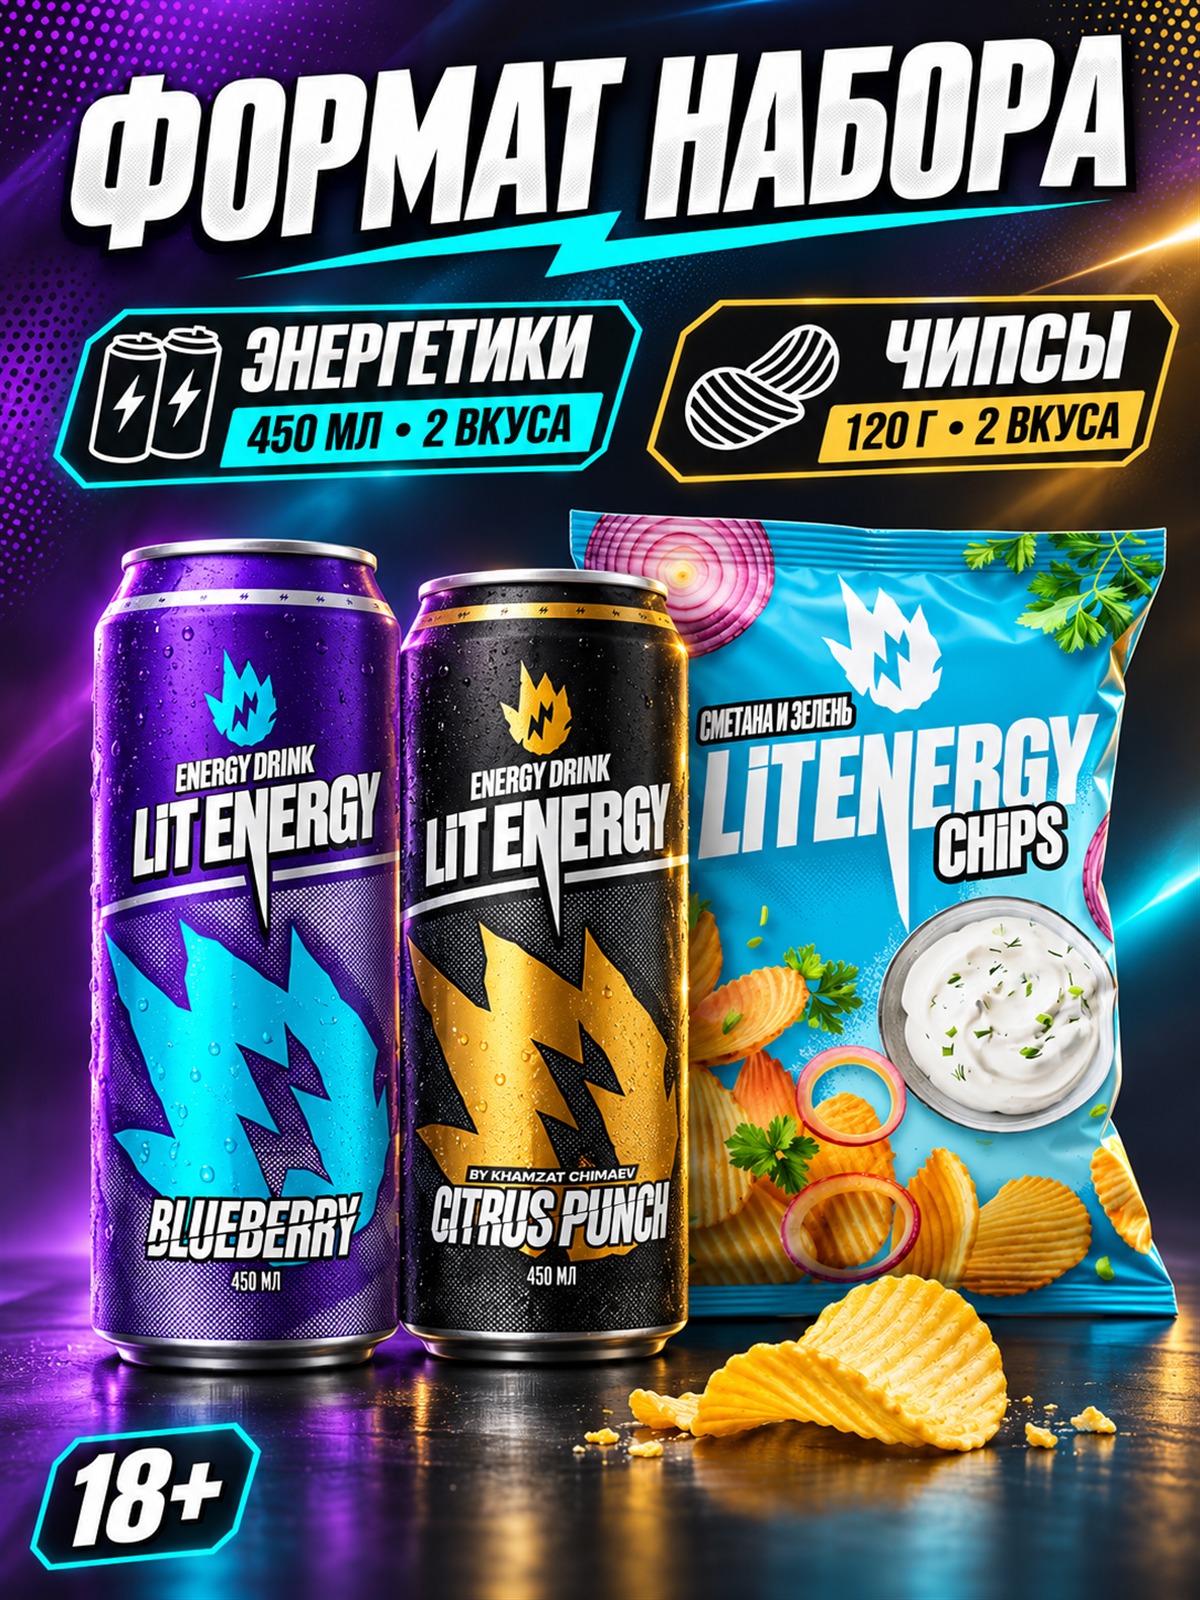 ФОРМАТ НАБОРА
ЭНЕРГЕТИКИ
450 МЛ • 2 ВКУСА
ЧИПСЫ
120 Г • 2 ВКУСА
ENERGY DRINK
LiT ENERGY
BLUEBERRY
450 МЛ
ENERGY DRINK
LiT ENERGY
BY KHAMZAT CHIMAEV
CITRUS PUNCH
450 МЛ
СМЕТАНА И ЗЕЛЕНЬ
LiTENERGY
CHiPS
18+